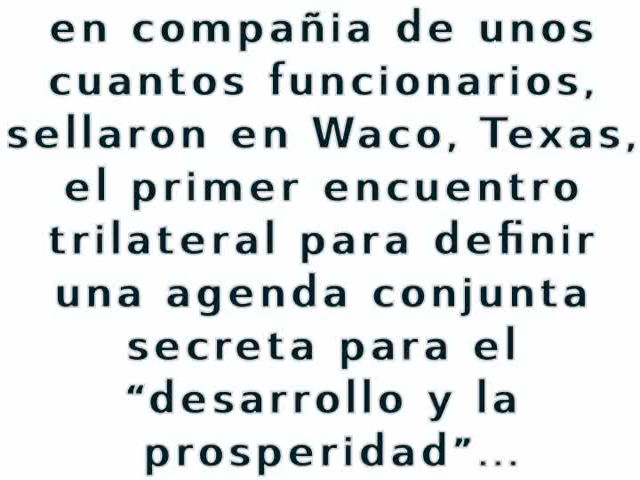 en compañia de unos
cuantos funcionarios,
sellaron en Waco, Texas,
el primer encuentro
trilateral para definir
una agenda conjunta
secreta para el
“desarrollo y la
prosperidad”...